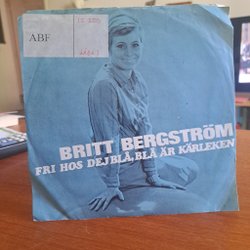 ABF
BRITT BERGSTRÖM
FRI HOS DEJ BLÅ, BLÅ ÄR KÄRLEKEN